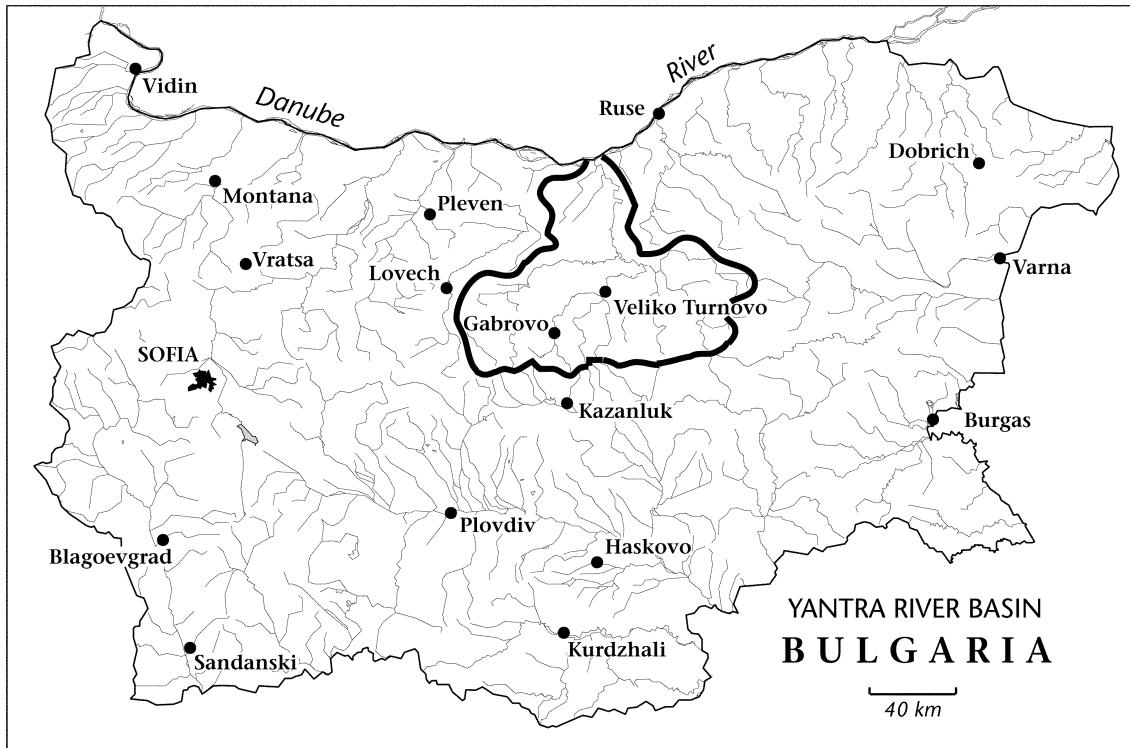 Vidin
Danube
River
Ruse
Dobrich
Montana
Pleven
Vratsa
Varna
Lovech
Veliko Turnovo
Gabrovo
SOFIA
Kazanluk
Burgas
Plovdiv
Blagoevgrad
Haskovo
YANTRA RIVER BASIN
BULGARIA
Kurdzhali
Sandanski
40 km